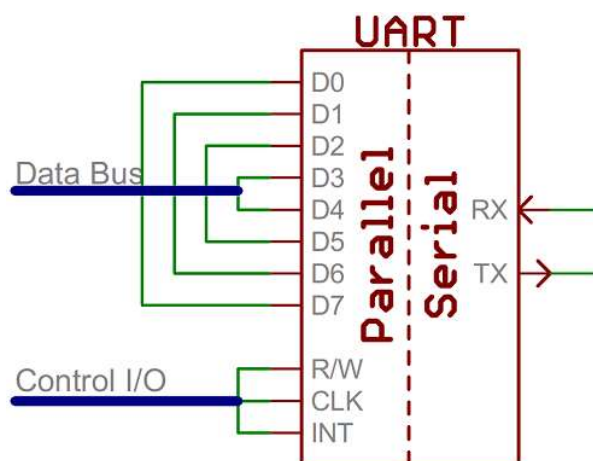 UART
D0
D1
D2
Data Bus
D3
D4
D5
D6
D7
Parallel
Serial
RX
TX
R/W
Control I/O
CLK
INT